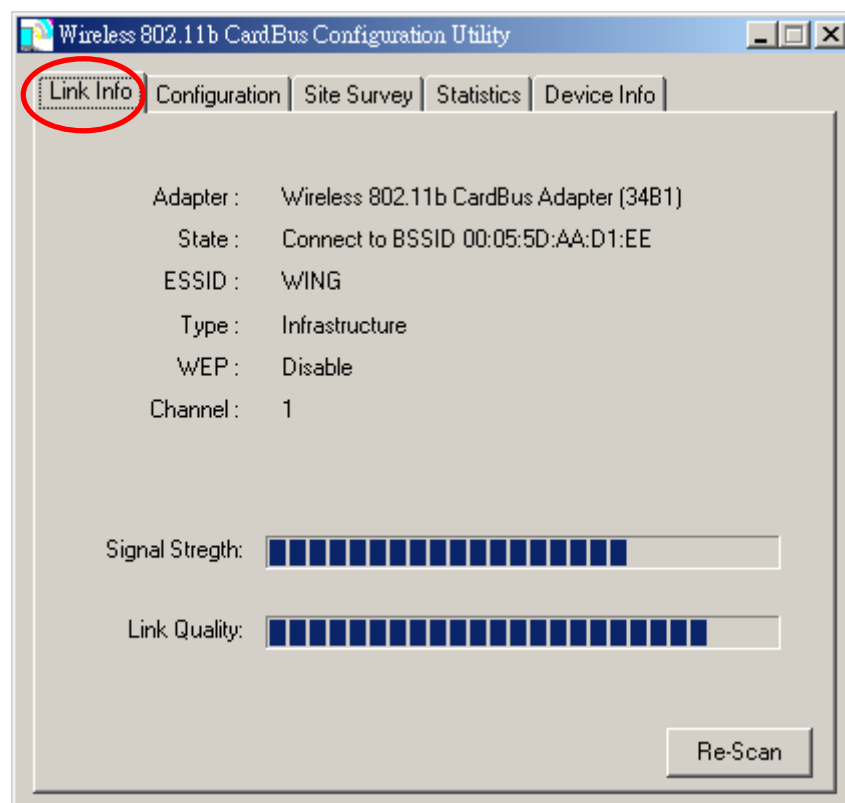 Wireless 802.11b CardBus Configuration Utility
Link Info Configuration Site Survey Statistics Device Info
Adapter : Wireless 802.11b CardBus Adapter (34B1)
State : Connect to BSSID 00:05:5D:AA:D1:EE
ESSID : WING
Type : Infrastructure
WEP : Disable
Channel : 1
Signal Stregth:
Link Quality:
Re-Scan